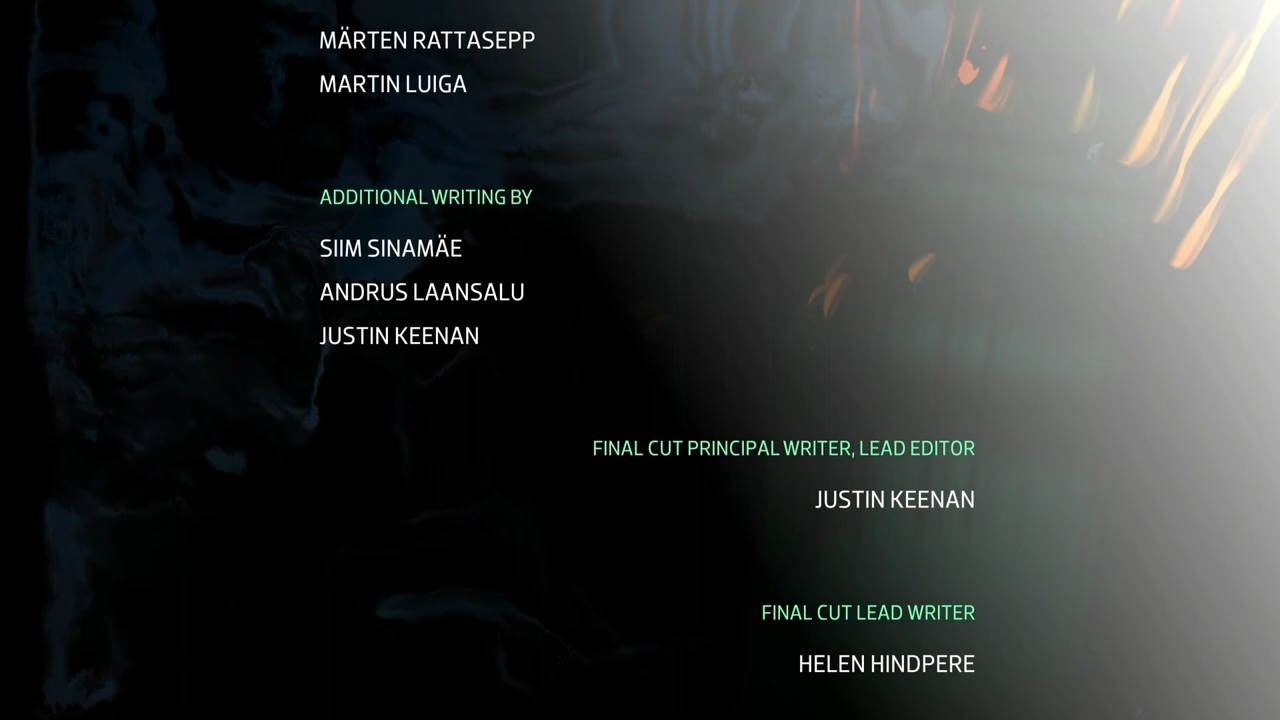 MÄRTEN RATTASEPP
MARTIN LUIGA
ADDITIONAL WRITING BY
SIIM SINAMÄE
ANDRUS LAANSALU
JUSTIN KEENAN
FINAL CUT PRINCIPAL WRITER, LEAD EDITOR
JUSTIN KEENAN
FINAL CUT LEAD WRITER
HELEN HINDPERE